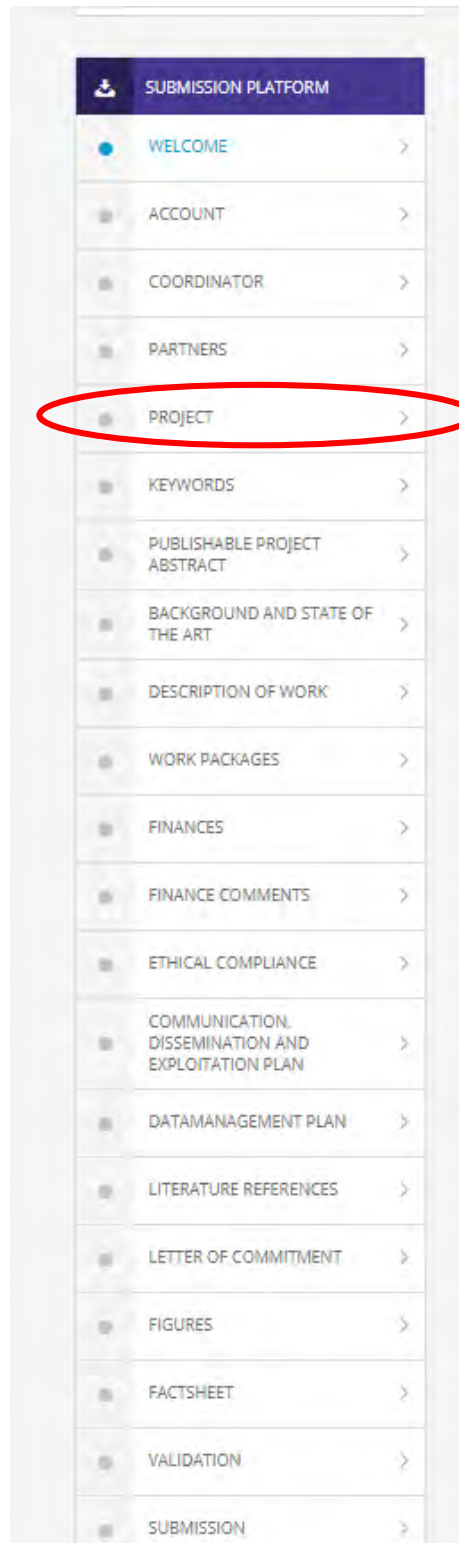 SUBMISSION PLATFORM
WELCOME
ACCOUNT
COORDINATOR
PARTNERS
PROJECT
KEYWORDS
PUBLISHABLE PROJECT
ABSTRACT
BACKGROUND AND STATE OF
THE ART
DESCRIPTION OF WORK
WORK PACKAGES
FINANCES
FINANCE COMMENTS
ETHICAL COMPLIANCE
COMMUNICATION,
DISSEMINATION AND
EXPLOITATION PLAN
DATAMANAGEMENT PLAN
LITERATURE REFERENCES
LETTER OF COMMITMENT
FIGURES
FACTSHEET
VALIDATION
SUBMISSION